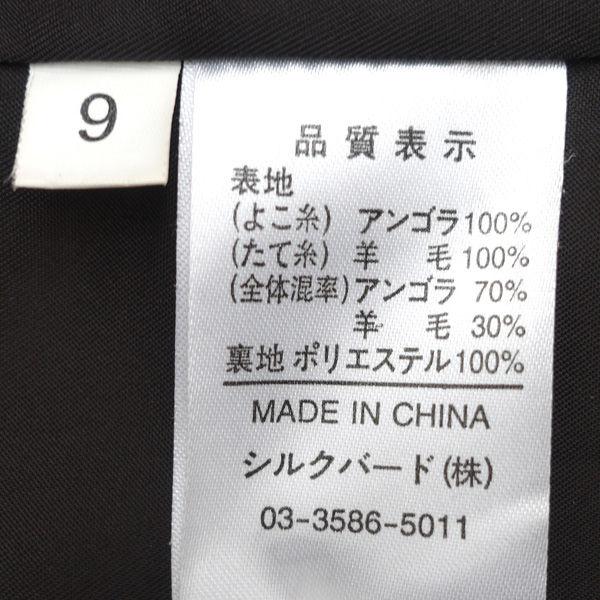 9
品質表示
表地
(よこ糸) アンゴラ100%
(たて糸) 羊 毛 100%
(全体混率)アンゴラ 70%
羊 毛 30%
裏地 ポリエステル100%
MADE IN CHINA
シルクバード(株)
03-3586-5011